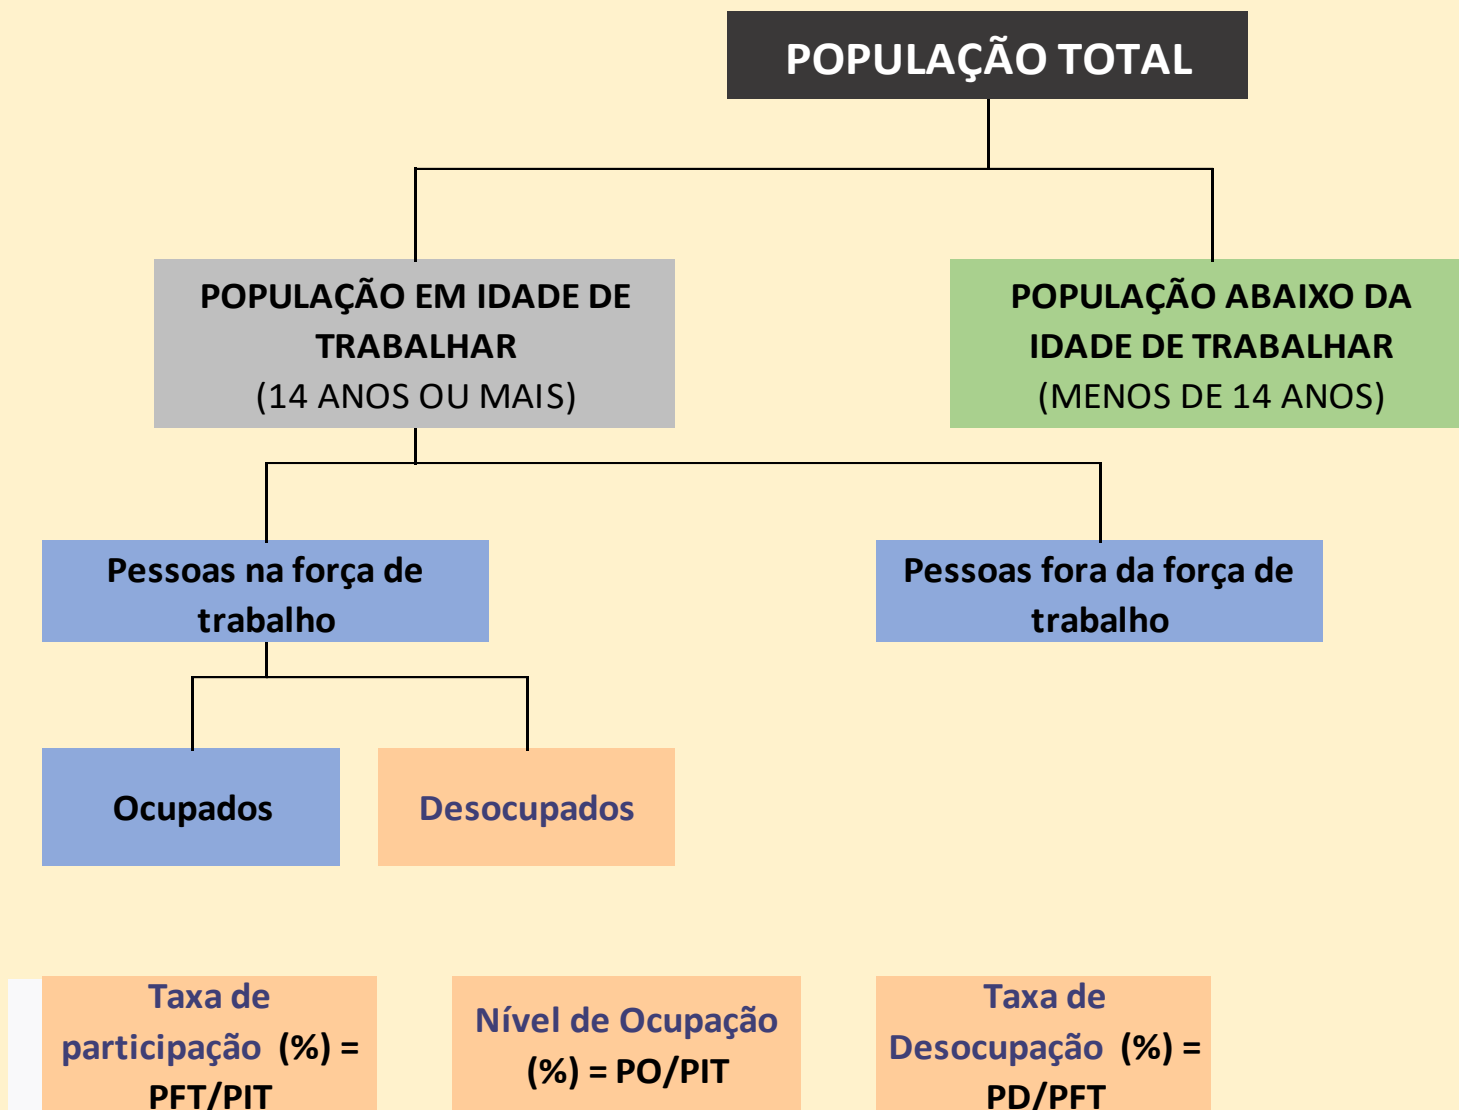 POPULAÇÃO TOTAL
POPULAÇÃO EM IDADE DE
TRABALHAR
(14 ANOS OU MAIS)
POPULAÇÃO ABAIXO DA
IDADE DE TRABALHAR
(MENOS DE 14 ANOS)
Pessoas na força de
trabalho
Pessoas fora da força de
trabalho
Ocupados
Desocupados
Taxa de
participação (%) =
PFT/PIT
Nível de Ocupação
(%) = PO/PIT
Taxa de
Desocupação (%) =
PD/PFT